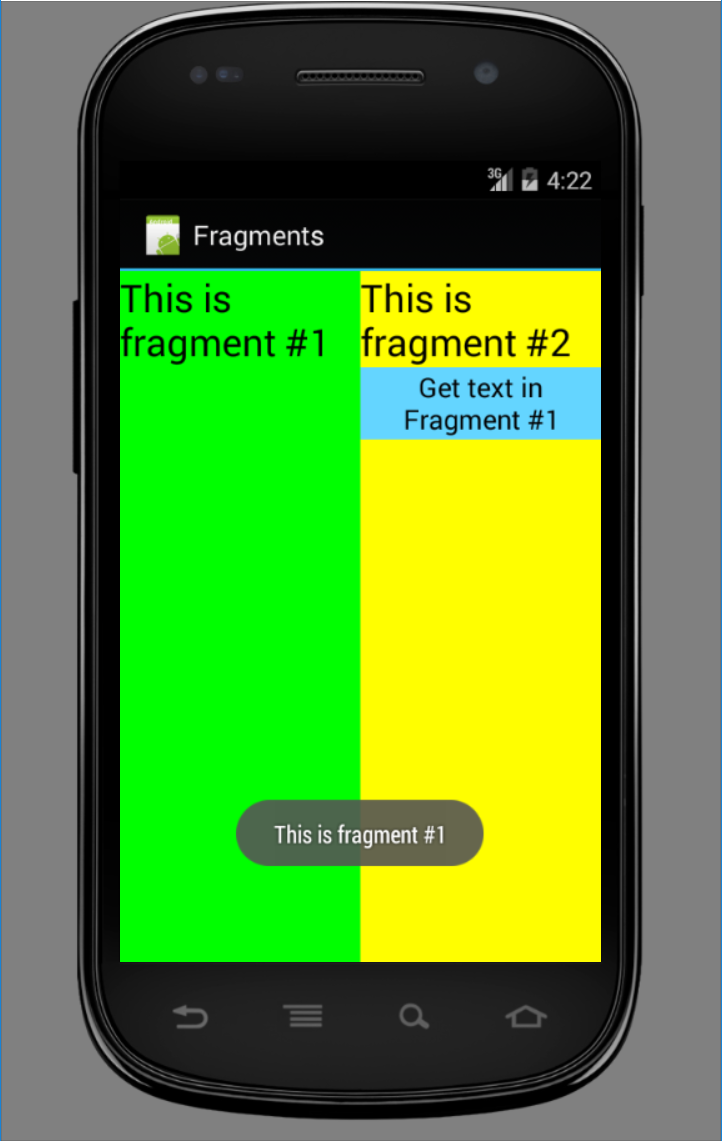 3G 4:22
Fragments
This is
fragment #1
This is
fragment #2
Get text in
Fragment #1
This is fragment #1